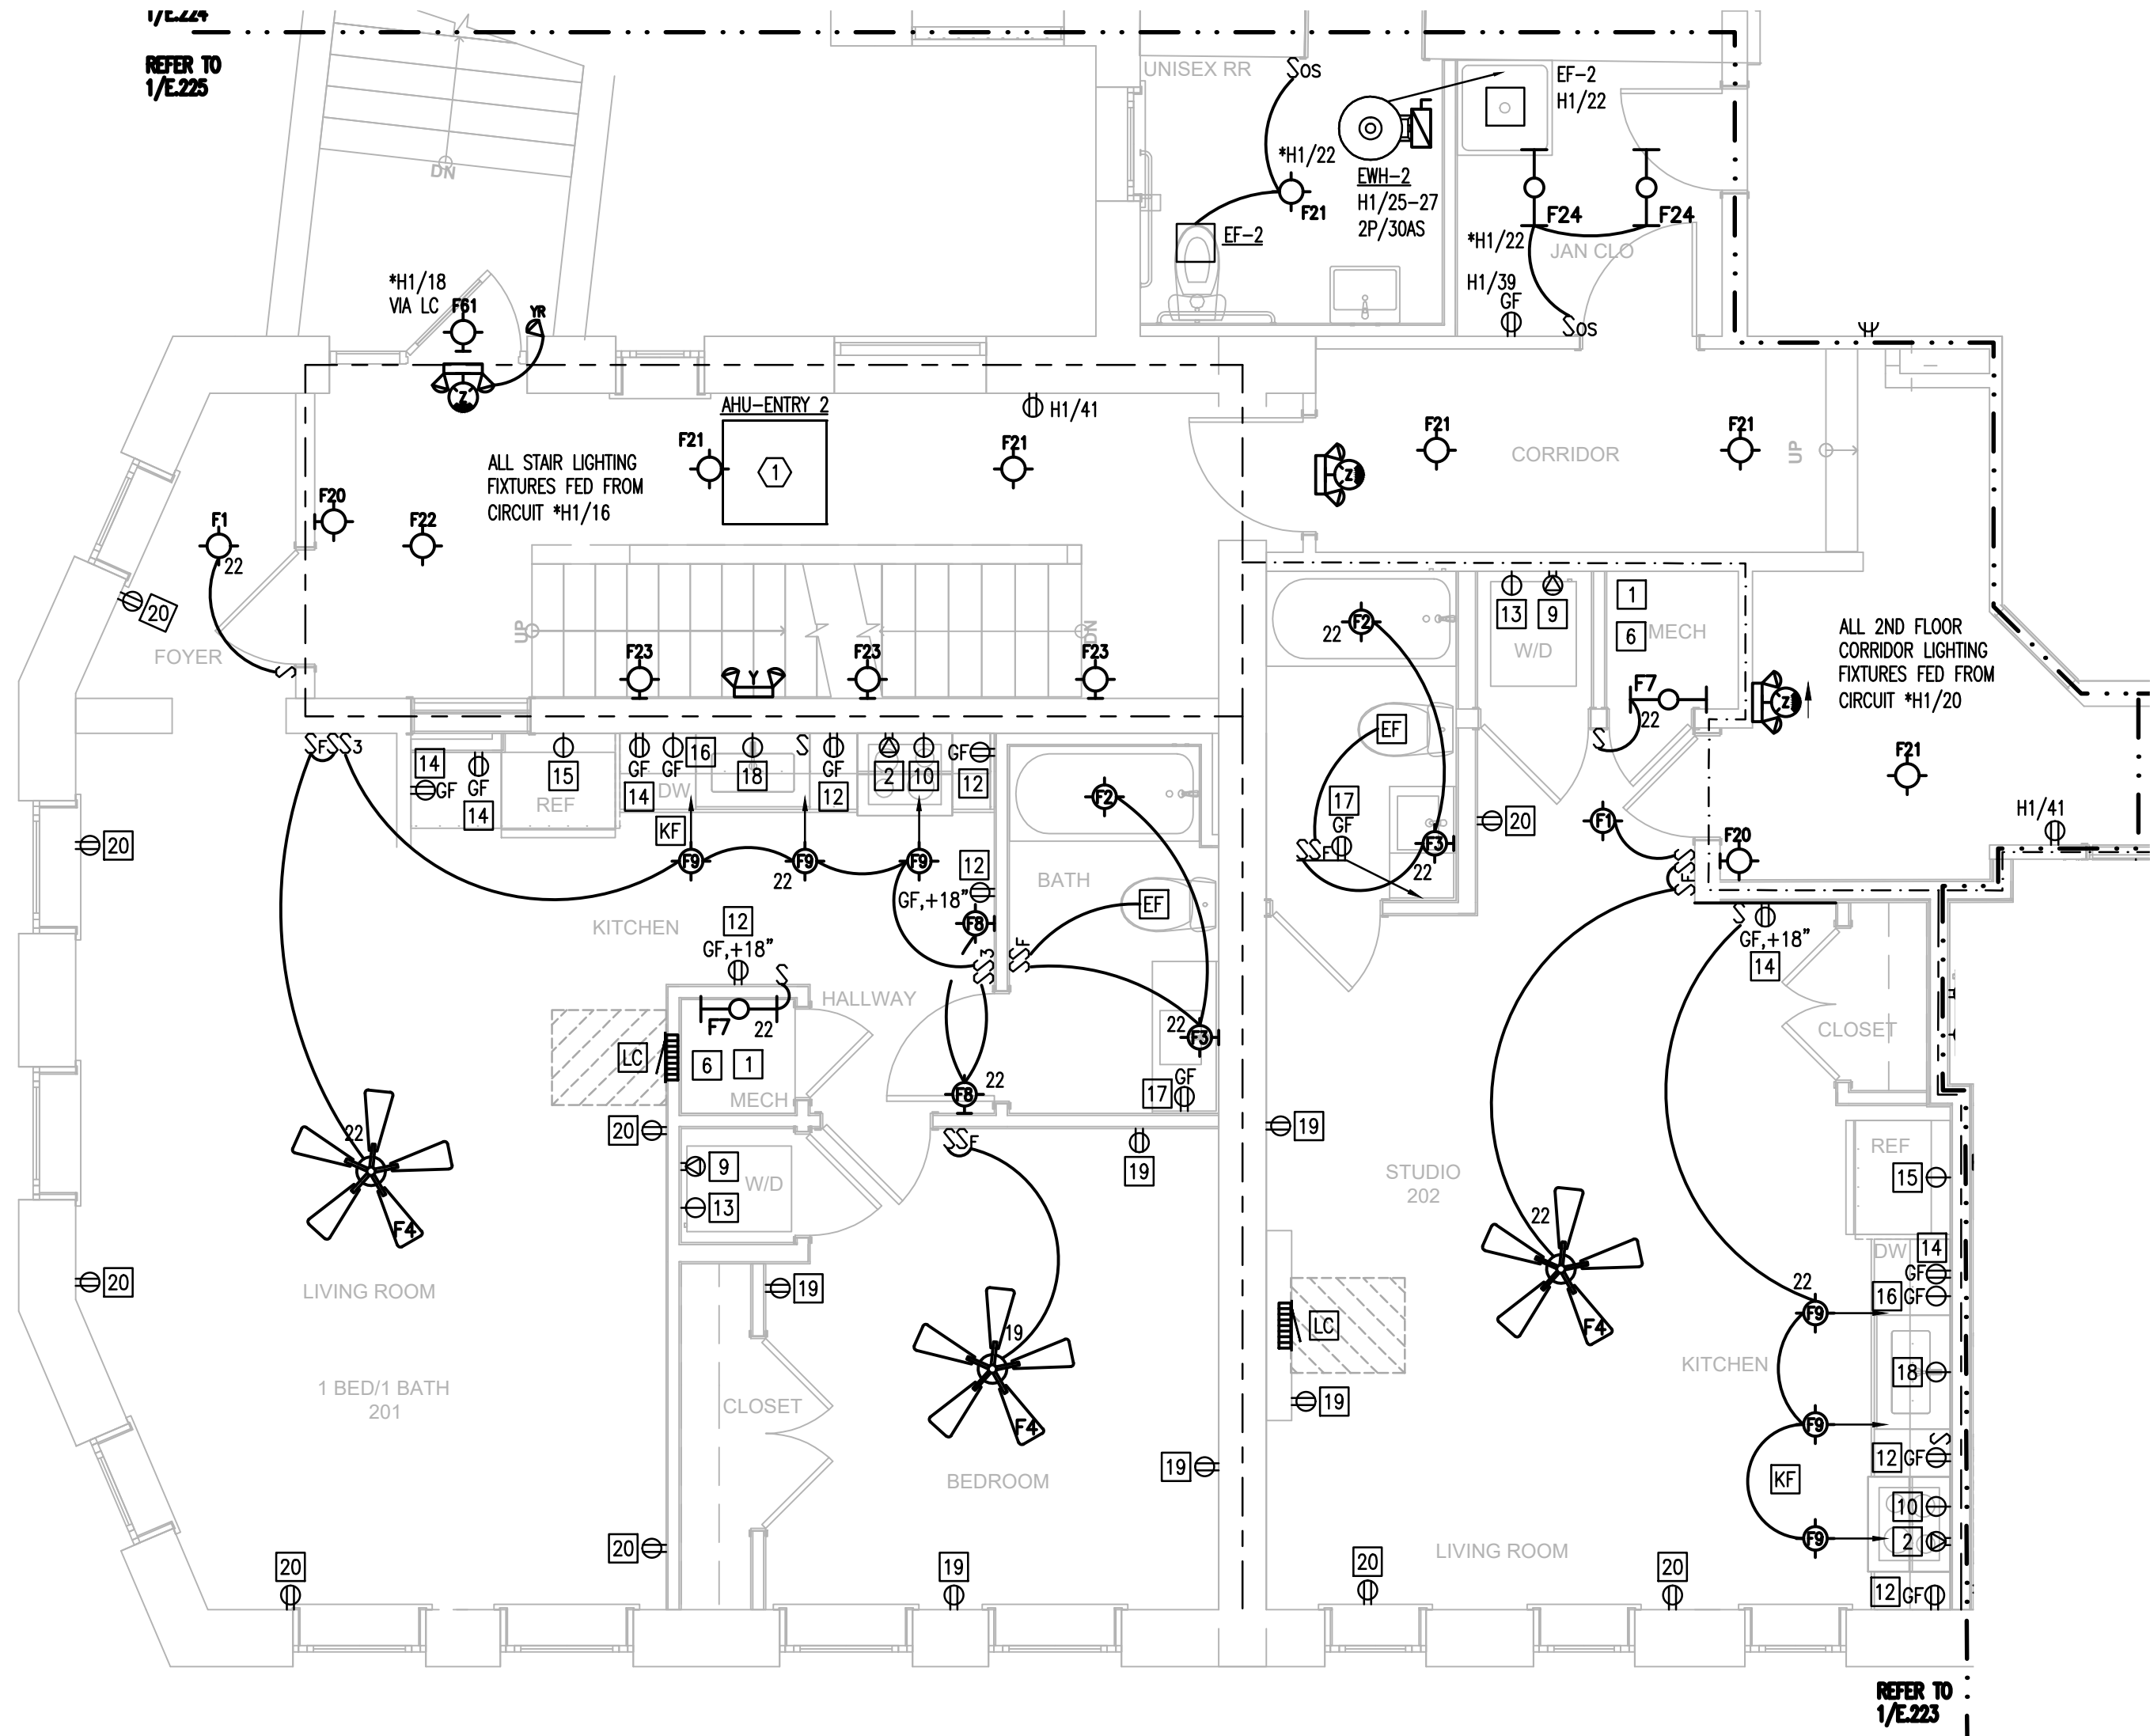 1/E.224
REFER TO
1/E.225
UNISEX RR
SOS
EF-2
H1/22
*H1/22
F21
EWH-2
H1/25-27
2P/30AS
EF-2
F24
F24
*H1/22
JAN CLO
H1/39
GF
SOS
DN
*H1/18
VIA LC
F61
YR
Z
AHU-ENTRY 2
H1/41
F21
1
F21
ALL STAIR LIGHTING
FIXTURES FED FROM
CIRCUIT *H1/16
F21
F21
CORRIDOR
UP
Z
F1
22
F20
F22
20
FOYER
S
UP
DN
F23
Y
F23
F23
F2
22
13
9
W/D
1
6
MECH
F7
22
S
Z
ALL 2ND FLOOR
CORRIDOR LIGHTING
FIXTURES FED FROM
CIRCUIT *H1/20
F21
H1/41
SFSS3
14
GF
GF
14
15
REF
GF
GF
14
16
DW
18
S
GF
12
2
10
GF
12
F2
EF
17
GF
SSF
F3
22
20
F1
SSSF
F20
20
KF
F9
F9
22
F9
12
GF,+18"
F8
BATH
EF
KITCHEN
12
GF,+18"
S
SS3
SSF
HALLWAY
F7
22
LC
6
1
MECH
F8
22
22
F3
GF
17
S
GF,+18"
14
CLOSET
22
F4
20
SSF
19
19
9
W/D
13
STUDIO
202
REF
15
20
LIVING ROOM
19
22
F4
DW
14
GF
16
GF
22
F9
LC
KITCHEN
18
1 BED/1 BATH
201
CLOSET
19
F4
19
F9
S
12
GF
19
BEDROOM
KF
10
20
20
19
LIVING ROOM
20
20
F9
2
12
GF
REFER TO
1/E.223